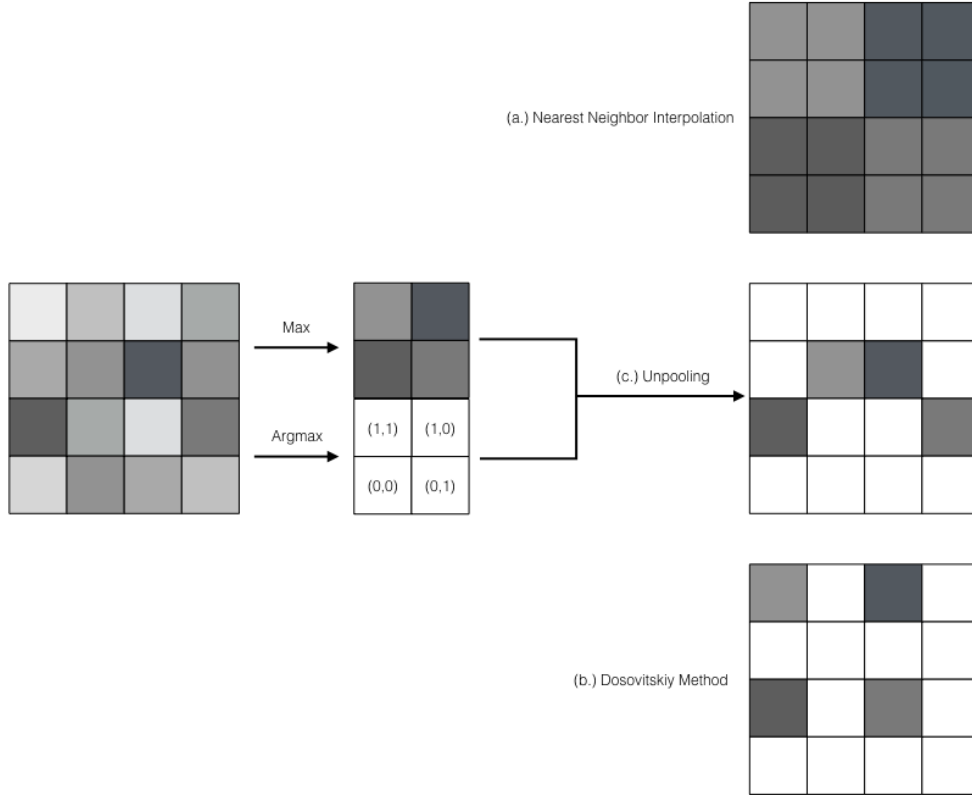 (a.) Nearest Neighbor Interpolation
Max
(c.) Unpooling
Argmax
(1,1) (1,0)
(0,0) (0,1)
(b.) Dosovitskiy Method